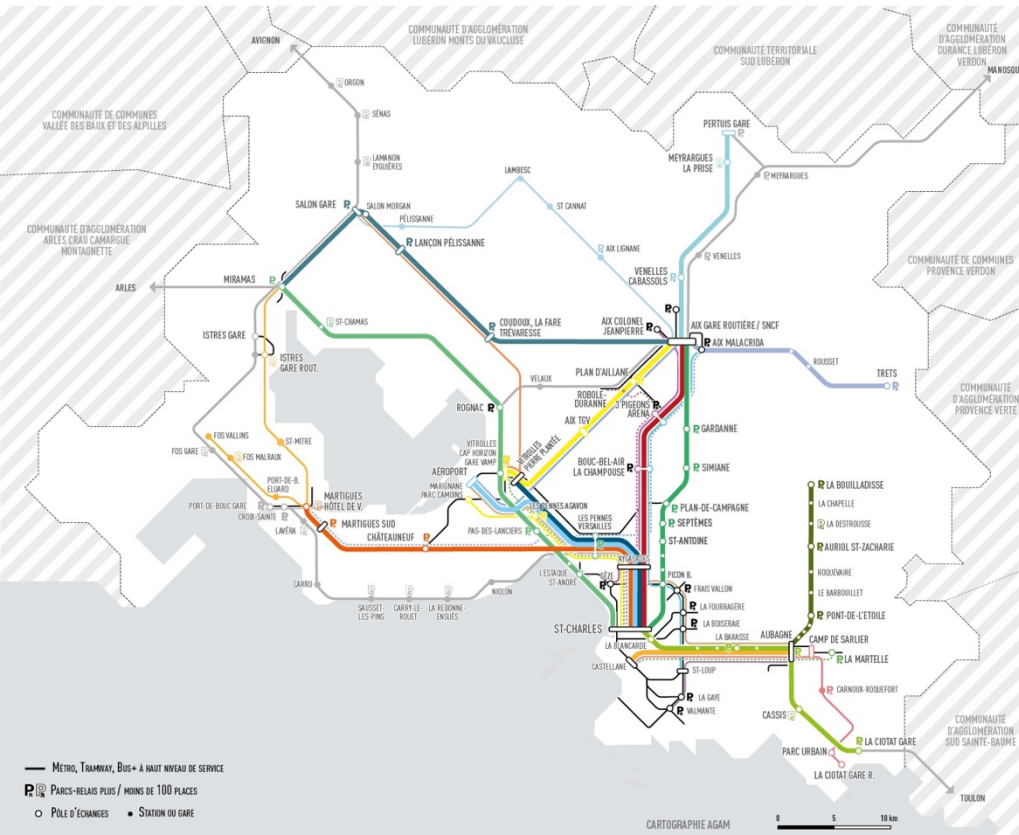 COMMUNAUTÉ D'AGGLOMÉRATION
LUBÉRON MONTS DU VAUCLUSE
COMMUNAUTÉ TERRITORIALE
SUD LUBÉRON
COMMUNAUTÉ
D'AGGLOMÉRATION
DURANCE LUBÉRON
VERDON
MANOSQUE
AVIGNON
ORGON
SÉNAS
COMMUNAUTÉ DE COMMUNES
VALLÉE DES BAUX ET DES ALPILLES
LAMANON
EYGUIÈRES
PERTUIS GARE
MEYRARGUES
LA PRISE
MEYRARGUES
LAMBESC
ST CANNAT
SALON GARE
SALON MORGAN
PÉLISSANNE
LANÇON PÉLISSANNE
AIX LIGNANE
VENELLES
VENELLES
CABASSOLS
COMMUNAUTÉ D'AGGLOMÉRATION
ARLES CRAU CAMARGUE
MONTAGNETTE
COMMUNAUTÉ DE COMMUNES
PROVENCE VERDON
ARLES
MIRAMAS
ST-CHAMAS
COUDOUX, LA FARE
TRÉVARESSE
AIX COLONEL
JEANPIERRE
AIX GARE ROUTIÈRE / SNCF
AIX MALACRIDA
ROUSSET
TRETS
ISTRES GARE
ISTRES
GARE ROUT.
VELAUX
PLAN D'AILLANE
ROBOLE-
DURANNE
3 PIGEONS
ARENA
COMMUNAUTÉ
D'AGGLOMÉRATION
PROVENCE VERTE
ROGNAC
AIX TGV
GARDANNE
FOS VALLINS
FOS GARE
FOS MALRAUX
ST-MITRE
VITROLLES
CAP HORIZON
GARE VAMP
VITROLLES
PIERRE PLANTÉE
AÉROPORT
BOUC-BEL-AIR
LA CHAMPOUSE
SIMIANE
MARIGNANE
PARC CAMOINS
PORT-DE-B.
ELUARD
PORT-DE-BOUC GARE
CROIX-SAINTE
LAVÉRA
MARTIGUES
HÔTEL DE V.
MARTIGUES SUD
CHÂTEAUNEUF
LES PENNES AGAVON
PAS-DES-LANCIERS
LES PENNES
VERSAILLES
PLAN-DE-CAMPAGNE
SEPTÈMES
ST-ANTOINE
LA BOUILLADISSE
LA CHAPELLE
LA DESTROUSSE
AURIOL ST-ZACHARIE
ROQUEVAIRE
LE BARBOUILLET
PONT-DE-L'ETOILE
AYGALADES
GÈZE
PICON B.
FRAIS VALLON
LA FOURRAGÈRE
LA BOISERAIE
L'ESTAQUE
ST-ANDRÉ
CARRO
SAUSSET-
LES-PINS
CARRY-LE-
ROUET
LA REDONNE-
ENSUÈS
NIOLON
ST-CHARLES
LA BLANCARDE
CASTELLANE
LA BARASSE
AUBAGNE
CAMP DE SARLIER
LA MARTELLE
ST-LOUP
LA GAYE
VALMANTE
CARNOUX-ROQUEFORT
CASSIS
PARC URBAIN
LA CIOTAT GARE
LA CIOTAT GARE R.
COMMUNAUTÉ
D'AGGLOMÉRATION
SUD SAINTE-BAUME
TOULON
MÉTRO, TRAMWAY, BUS+ À HAUT NIVEAU DE SERVICE
PR PR PARCS-RELAIS PLUS / MOINS DE 100 PLACES
PÔLE D'ÉCHANGES
STATION OU GARE
CARTOGRAPHIE AGAM
0 5 10 km